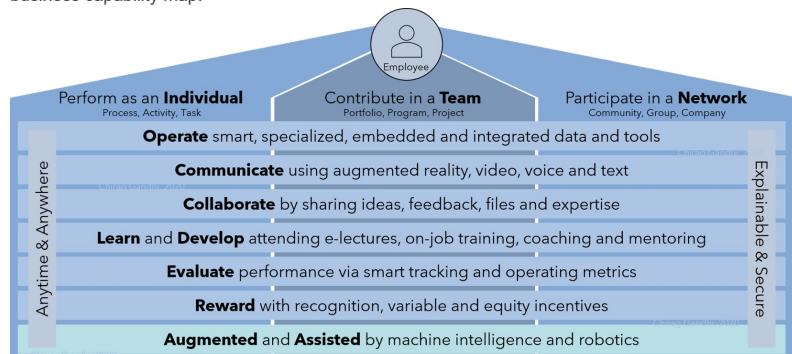 business capability map.
Employee
Perform as an Individual
Process, Activity, Task
Contribute in a Team
Portfolio, Program, Project
Participate in a Network
Community, Group, Company
Anytime & Anywhere
Operate smart, specialized, embedded and integrated data and tools
Communicate using augmented reality, video, voice and text
Collaborate by sharing ideas, feedback, files and expertise
Learn and Develop attending e-lectures, on-job training, coaching and mentoring
Evaluate performance via smart tracking and operating metrics
Reward with recognition, variable and equity incentives
Augmented and Assisted by machine intelligence and robotics
Explainable & Secure